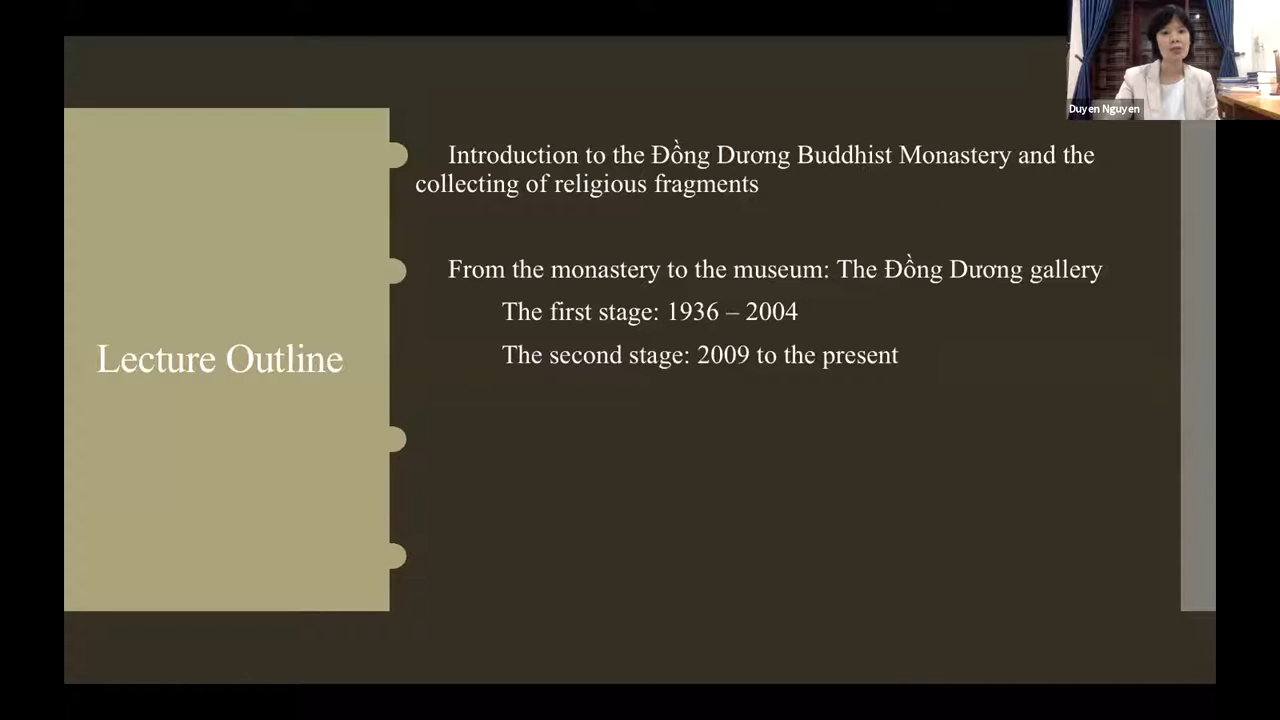 Duyen Nguyen
Introduction to the Đồng Dương Buddhist Monastery and the
collecting of religious fragments
From the monastery to the museum: The Đồng Dương gallery
The first stage: 1936 – 2004
The second stage: 2009 to the present
Lecture Outline